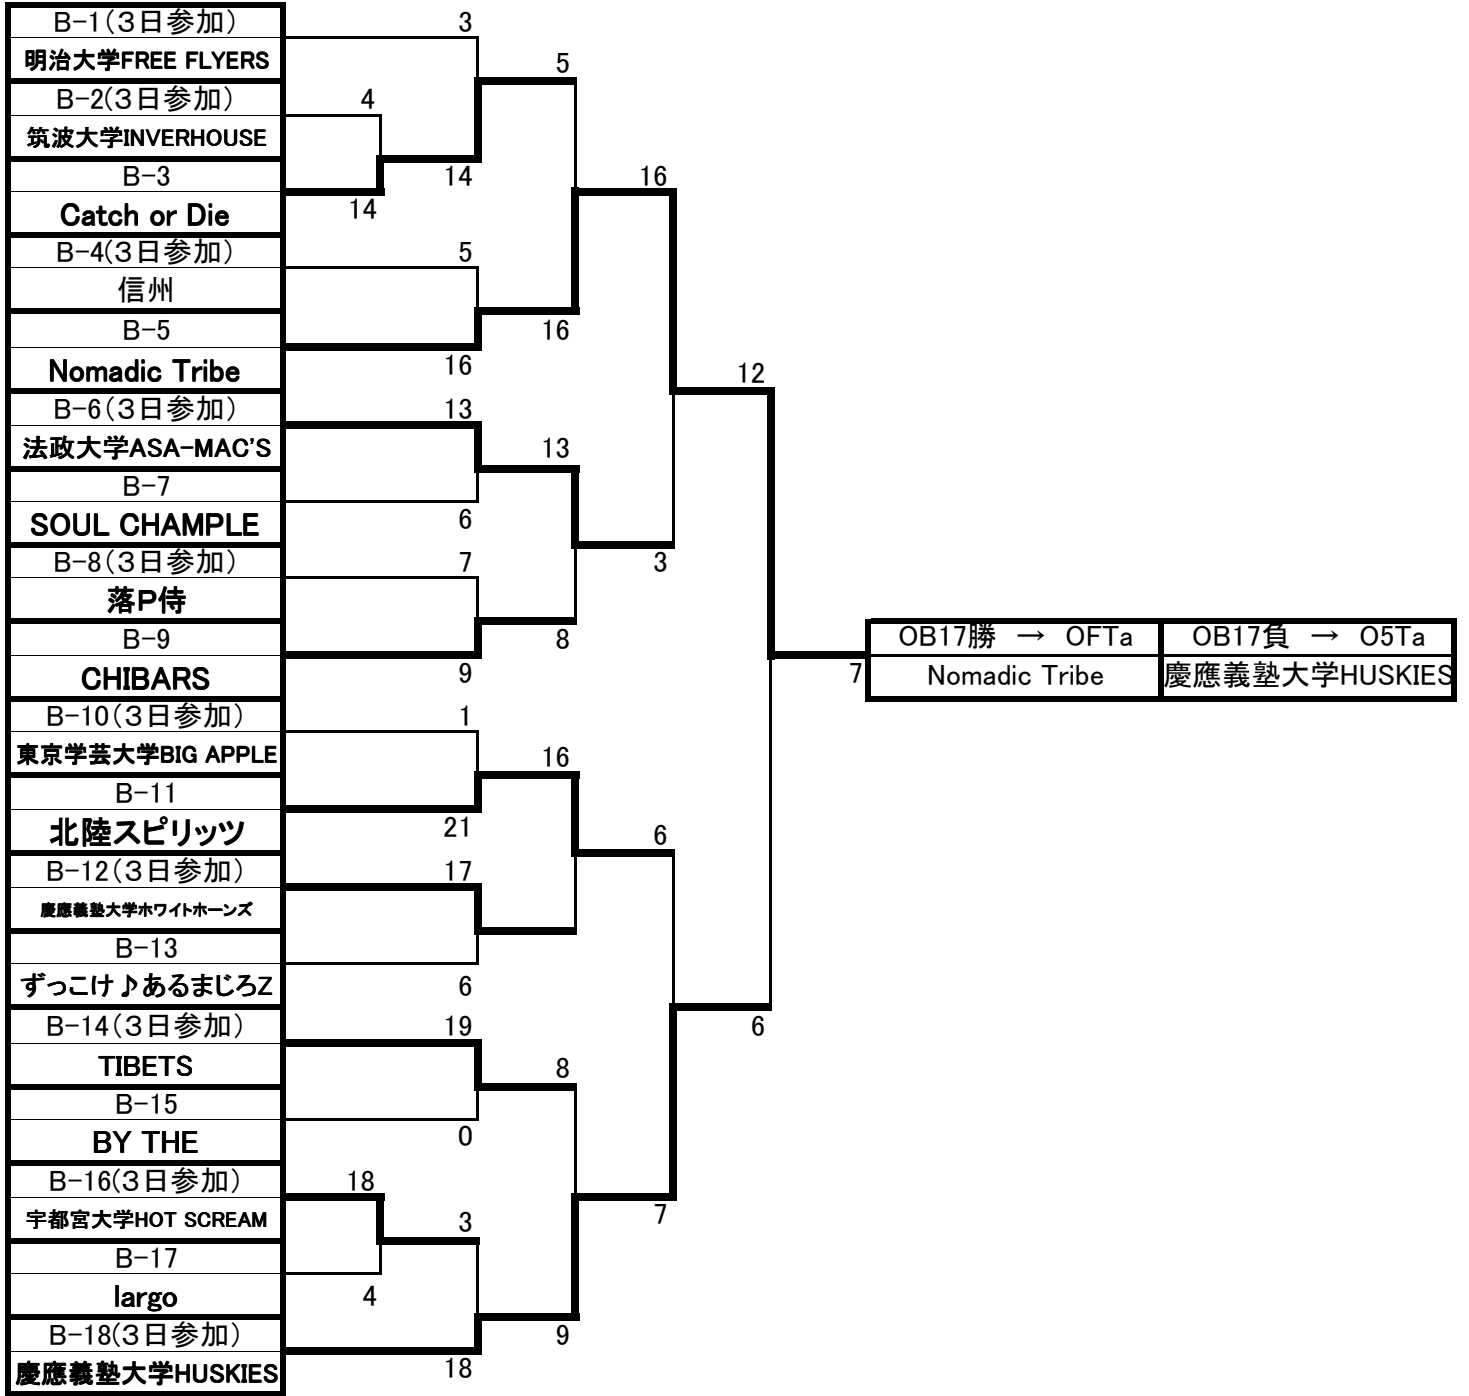 B-1(３日参加)
3
明治大学FREE FLYERS
5
B-2(３日参加)
4
筑波大学INVERHOUSE
B-3
14
16
Catch or Die
14
B-4(３日参加)
5
信州
B-5
16
Nomadic Tribe
16
12
B-6(３日参加)
13
法政大学ASA-MAC'S
13
B-7
SOUL CHAMPLE
6
B-8(３日参加)
7
3
落P侍
B-9
8
OB17勝 → OFTa
OB17負 → O5Ta
CHIBARS
9
7
Nomadic Tribe
慶應義塾大学HUSKIES
B-10(３日参加)
1
東京学芸大学BIG APPLE
16
B-11
北陸スピリッツ
21
6
B-12(３日参加)
17
慶應義塾大学ホワイトホーンズ
B-13
ずっこけ♪あるまじろZ
6
B-14(３日参加)
19
6
TIBETS
8
B-15
BY THE
0
B-16(３日参加)
18
宇都宮大学HOT SCREAM
3
7
B-17
largo
4
B-18(３日参加)
9
慶應義塾大学HUSKIES
18